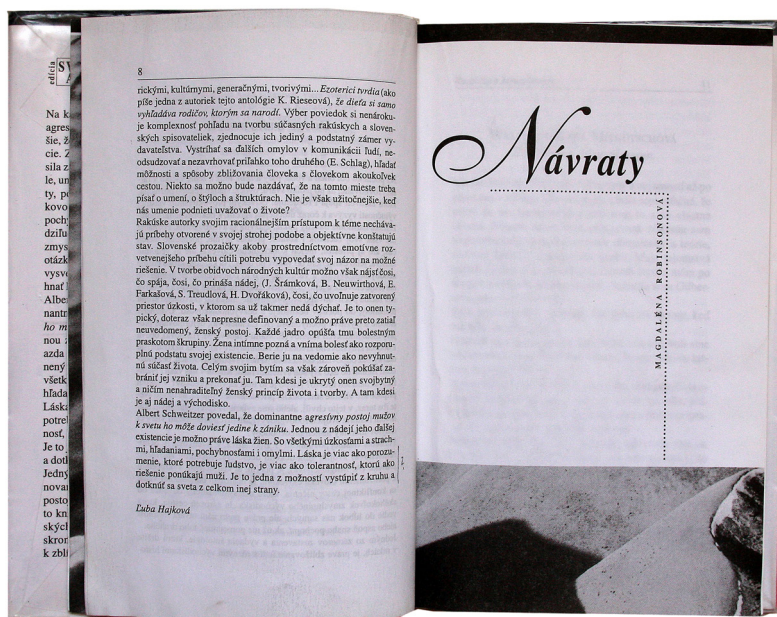 edícia
8
rickými, kultúrnymi, generačnými, tvorivými... Ezoterici tvrdia (ako
píše jedna z autoriek tejto antológie K. Rieseová), že dieťa si samo
vyhľadáva rodičov, ktorým sa narodí. Výber poviedok si nenároku-
je komplexnosť pohľadu na tvorbu súčasných rakúskych a sloven-
ských spisovateliek, zjednocuje ich jediný a podstatný zámer vy-
davateľstva. Vystríhať sa ďalších omylov v komunikácii ľudí, ne-
odsudzovať a nezavrhovať priľahko toho druhého (E. Schlag), hľadať
možnosti a spôsoby zbližovania človeka s človekom akoukoľvek
cestou. Niekto sa možno bude nazdávať, že na tomto mieste treba
písať o umení, o štýloch a štruktúrach. Nie je však užitočnejšie, keď
nás umenie podnieti uvažovať o živote?
Rakúske autorky svojim racionálnejším prístupom k téme necháva-
jú príbehy otvorené v svojej strohej podobe a objektívne konštatujú
stav. Slovenské prozaičky akoby prostredníctvom emotívne roz-
vetvenejšieho príbehu cítili potrebu vypovedať svoj názor na možné
riešenie. V tvorbe obidvoch národných kultúr možno však nájsť čosi,
čo spája, čosi, čo prináša nádej, (J. Šrámková, B. Neuwirthová, E.
Farkašová, S. Treudlová, H. Dvořáková), čosi, čo uvoľňuje zatvorený
priestor úzkosti, v ktorom sa už takmer nedá dýchať. Je to onen ty-
pický, doteraz však nepresne definovaný a možno práve preto zatiaľ
neuvedomený, ženský postoj. Každé jadro opúšťa tmu bolestným
praskotom škrupiny. Žena intímne pozná a vníma bolesť ako rozporu-
plnú podstatu svojej existencie. Berie ju na vedomie ako nevyhnut-
nú súčasť života. Celým svojim bytím sa však zároveň pokúšať za-
brániť jej vzniku a prekonať ju. Tam kdesi je ukrytý onen svojbytný
a ničím nenahraditeľný ženský princíp života i tvorby. A tam kdesi
je aj nádej a východisko.
Albert Schweitzer povedal, že dominantne agresívny postoj mužov
k svetu ho môže doviesť jedine k zániku. Jednou z nádejí jeho ďalšej
existencie je možno práve láska žien. So všetkými úzkosťami a strach-
mi, hľadaniami, pochybnosťami i omylmi. Láska je viac ako porozu-
menie, ktoré potrebuje ľudstvo, je viac ako tolerantnosť, ktorú ako
riešenie ponúkajú muži. Je to jedna z možností vystúpiť z kruhu a
dotknúť sa sveta z celkom inej strany.
Ľuba Hajková
Návraty
MAGDALÉNA ROBINSONOVÁ